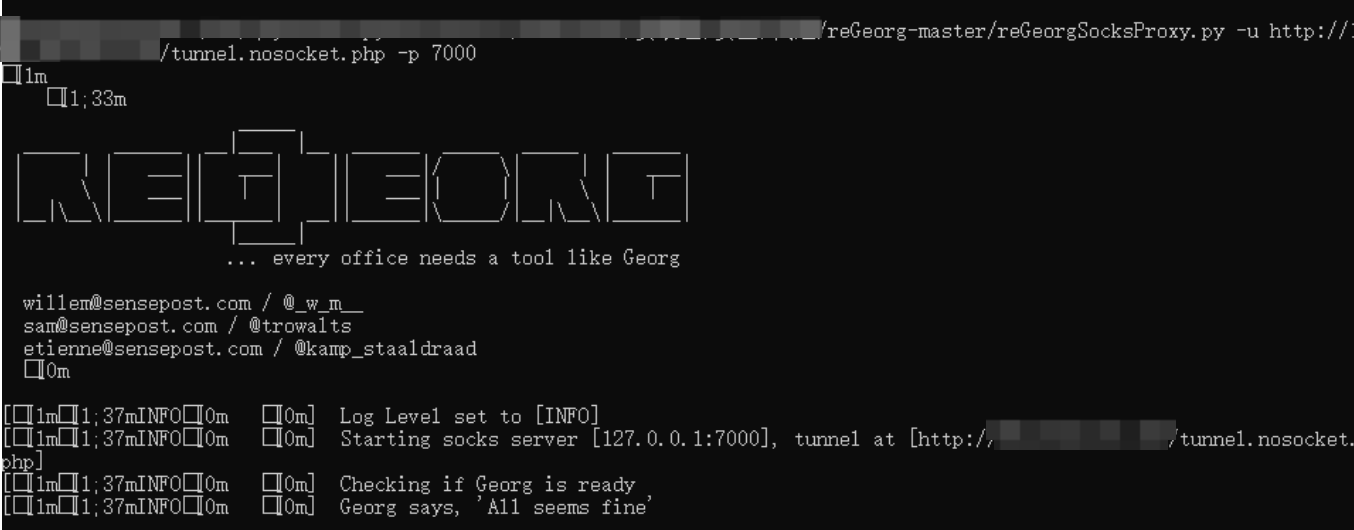 /reGeorg-master/reGeorgSocksProxy.py -u http://
/tunnel.nosocket.php -p 7000
[1m
[1;33m
REGEORG
... every office needs a tool like Georg
willem@sensepost.com / @_w_m__
sam@sensepost.com / @trowalts
etienne@sensepost.com / @kamp_staaldraad
[0m
[[1m[1;37mINFO[0m [0m] Log Level set to [INFO]
[[1m[1;37mINFO[0m [0m] Starting socks server [127.0.0.1:7000], tunnel at [http:/ /tunnel.nosocket.
php]
[[1m[1;37mINFO[0m [0m] Checking if Georg is ready
[[1m[1;37mINFO[0m [0m] Georg says, 'All seems fine'